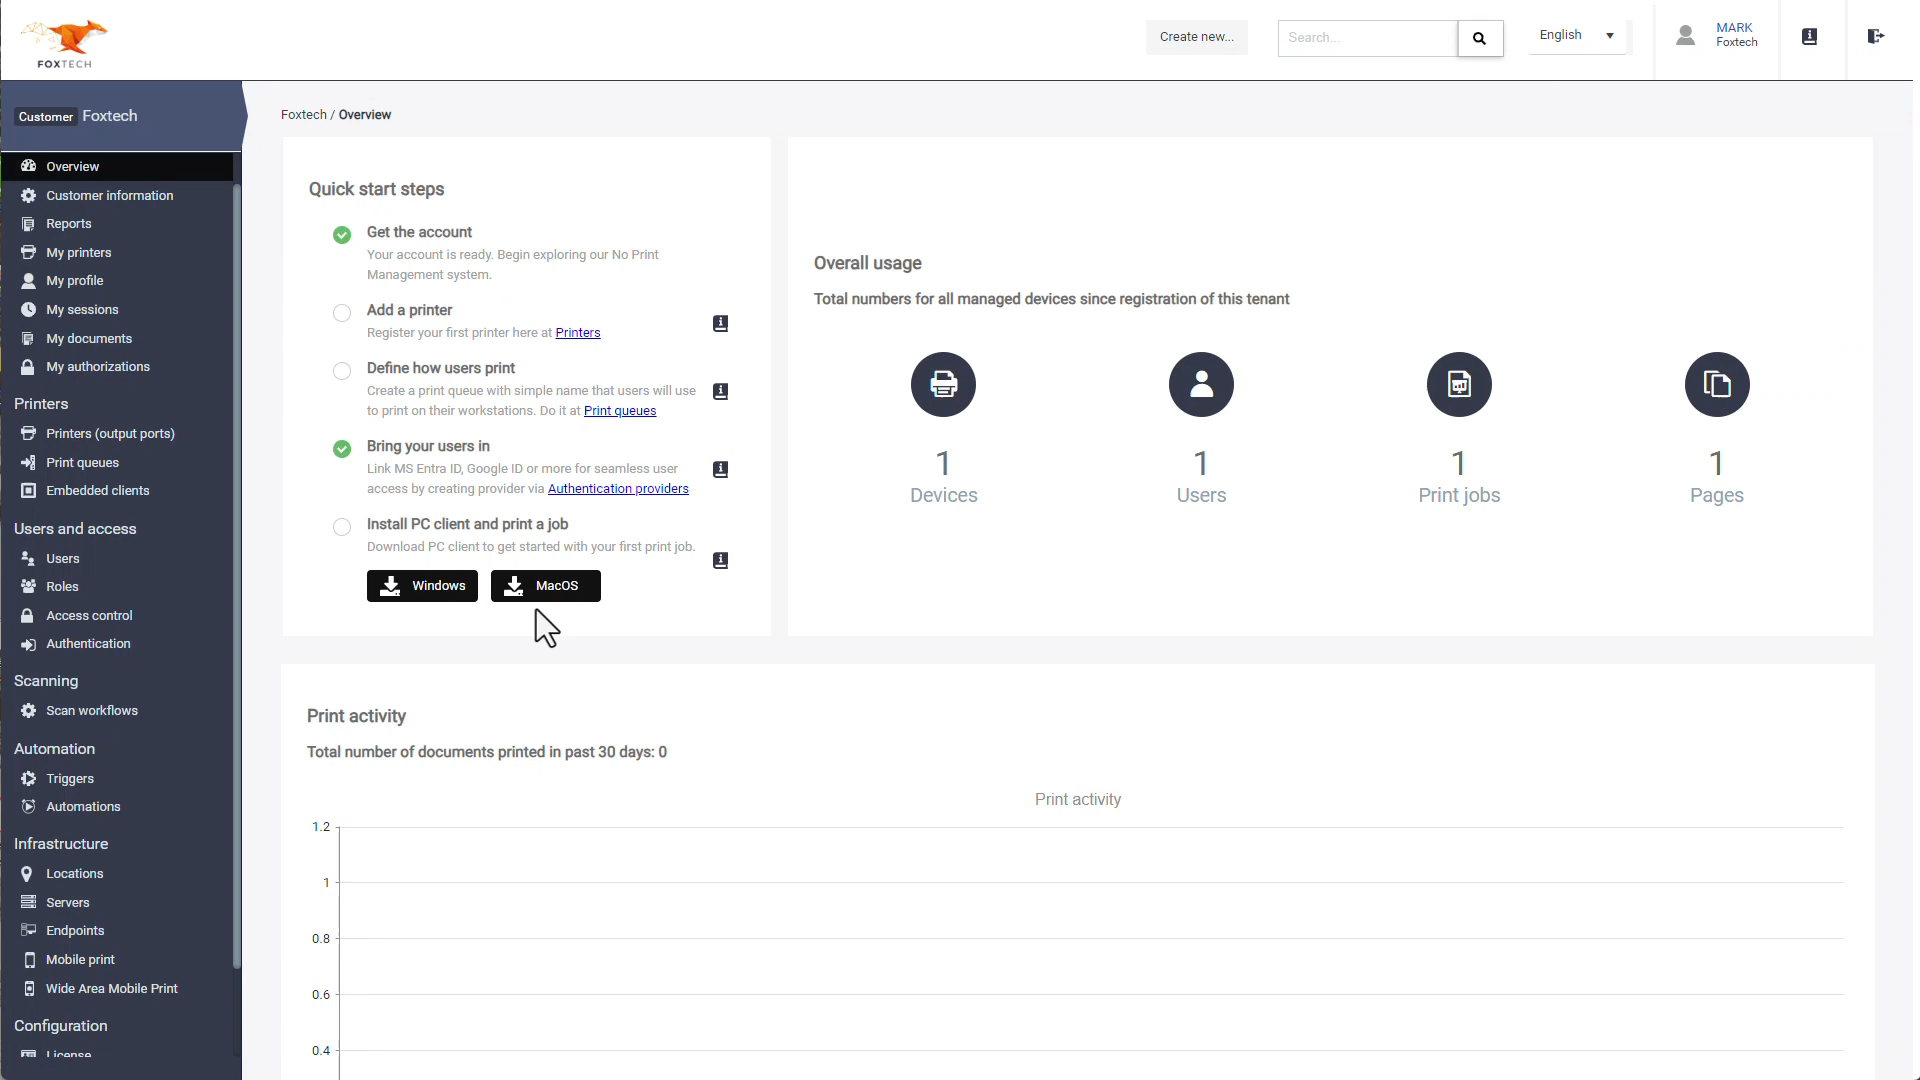 FOXTECH
Create new...
Search...
English
MARK
Foxtech
Customer Foxtech
Overview
Customer information
Reports
My printers
My profile
My sessions
My documents
My authorizations
Printers
Printers (output ports)
Print queues
Embedded clients
Users and access
Users
Roles
Access control
Authentication
Scanning
Scan workflows
Automation
Triggers
Automations
Infrastructure
Locations
Servers
Endpoints
Mobile print
Wide Area Mobile Print
Configuration
License
Foxtech / Overview
Quick start steps
Get the account
Your account is ready. Begin exploring our No Print
Management system.
Add a printer
Register your first printer here at Printers
Define how users print
Create a print queue with simple name that users will use
to print on their workstations. Do it at Print queues
Bring your users in
Link MS Entra ID, Google ID or more for seamless user
access by creating provider via Authentication providers
Install PC client and print a job
Download PC client to get started with your first print job.
Windows
MacOS
Overall usage
Total numbers for all managed devices since registration of this tenant
1
Devices
1
Users
1
Print jobs
1
Pages
Print activity
Total number of documents printed in past 30 days: 0
Print activity
1.2
1
0.8
0.6
0.4